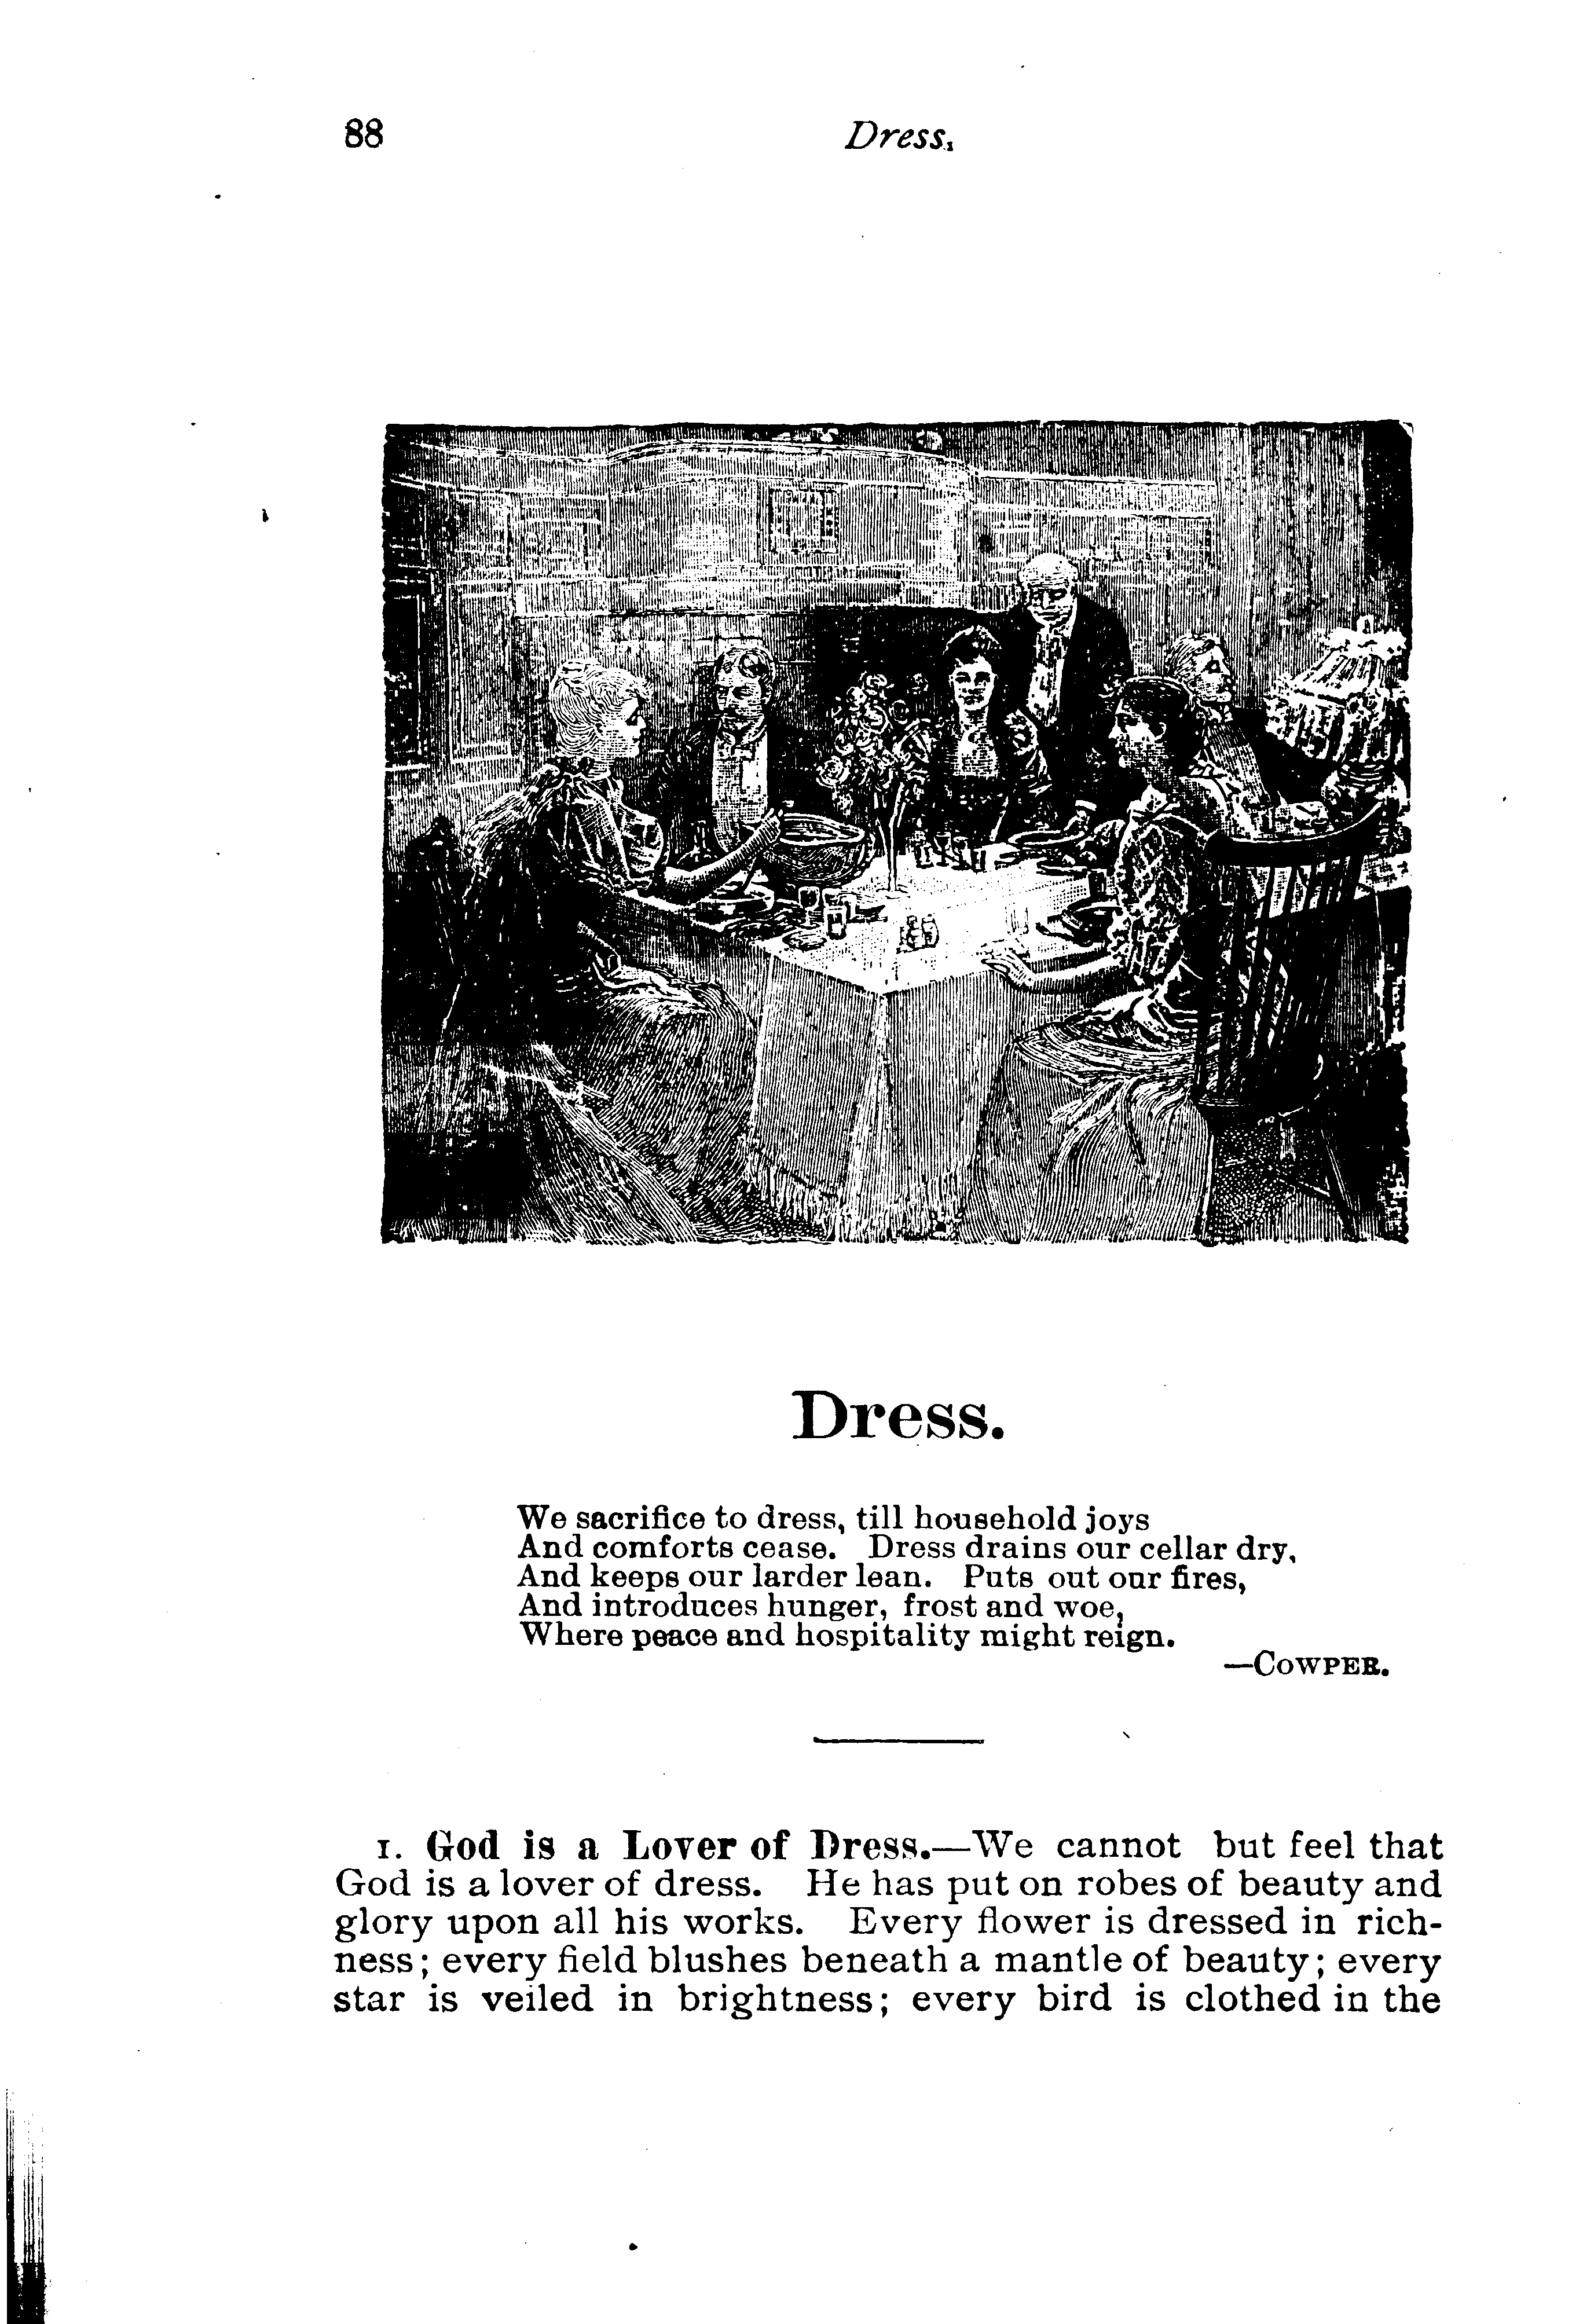 88
Dress.
Dress.
We sacrifice to dress, till household joys
And comforts cease. Dress drains our cellar dry,
And keeps our larder lean. Puts out our fires,
And introduces hunger, frost and woe,
Where peace and hospitality might reign.
—COWPER.
1. God is a Lover of Dress.—We cannot but feel that
God is a lover of dress. He has put on robes of beauty and
glory upon all his works. Every flower is dressed in rich-
ness; every field blushes beneath a mantle of beauty; every
star is veiled in brightness; every bird is clothed in the